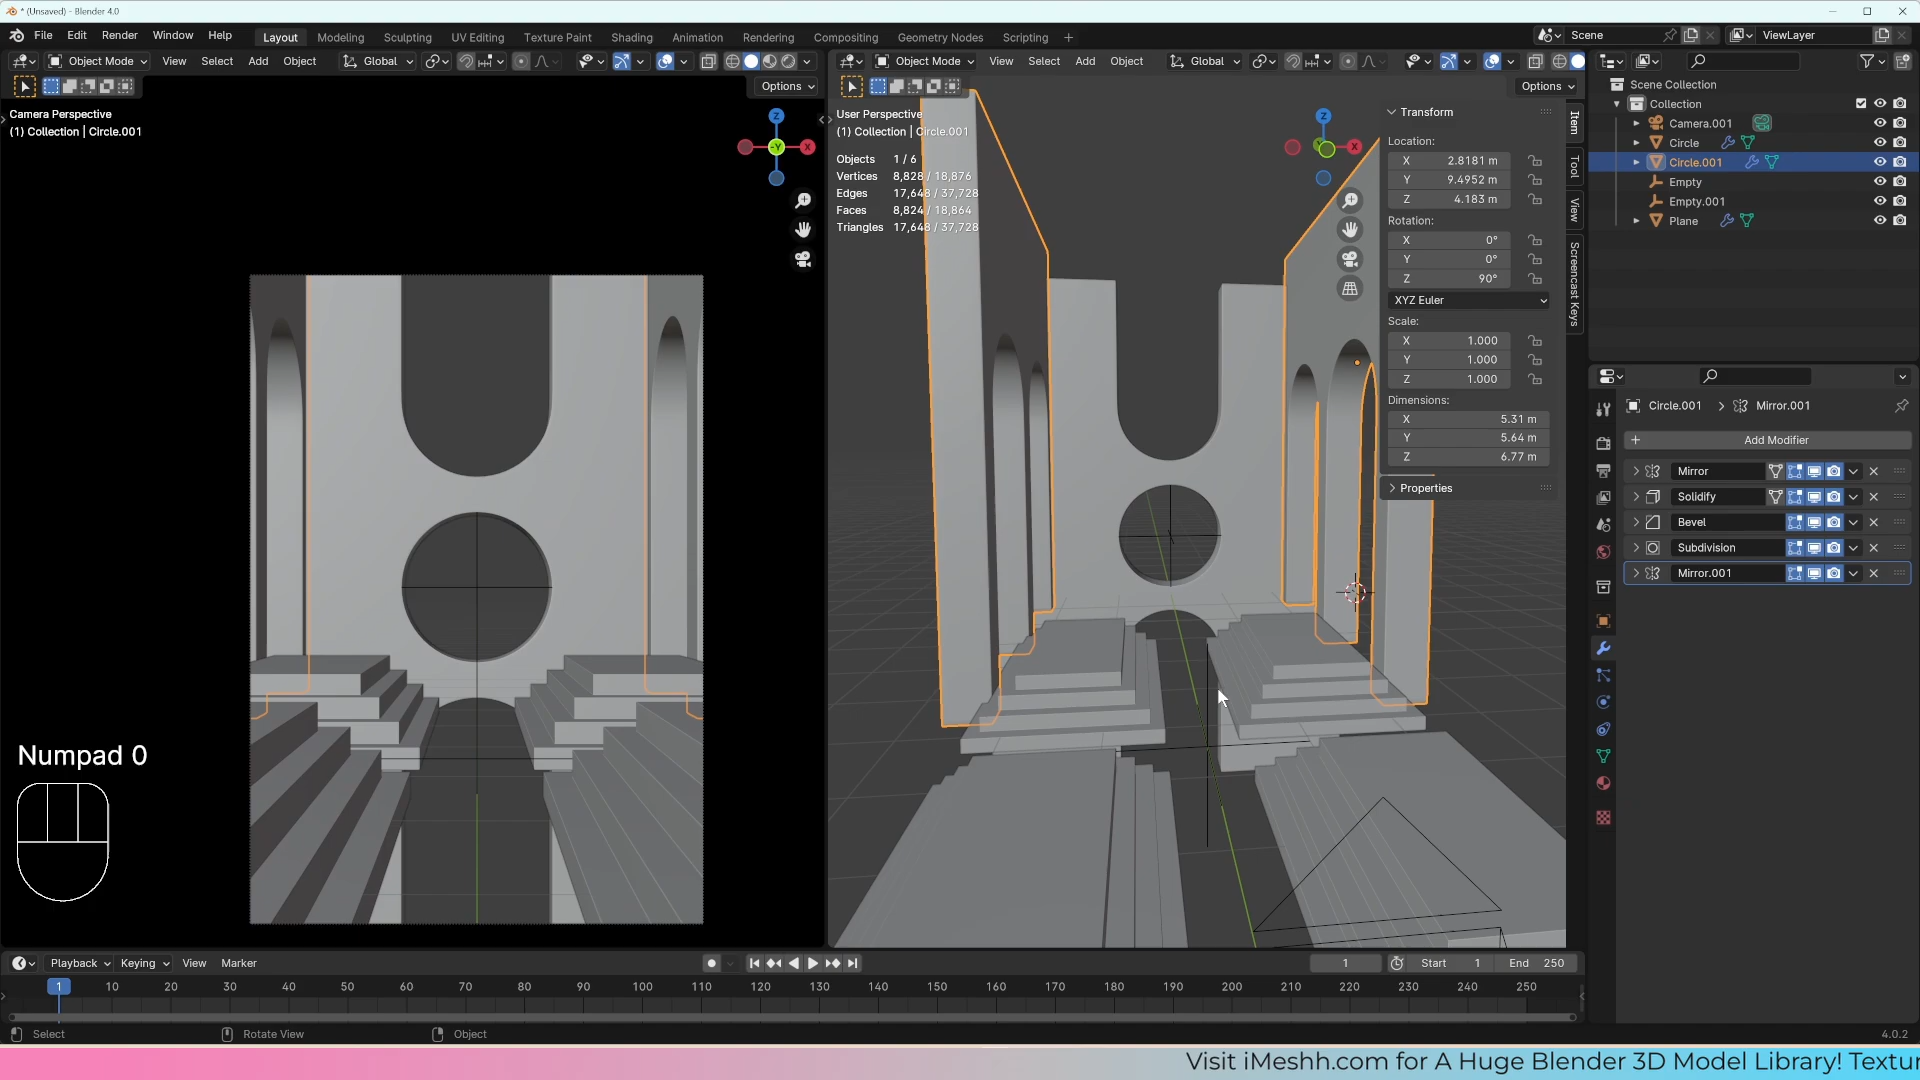 * (Unsaved) - Blender 4.0
File Edit Render Window Help Layout Modeling Sculpting UV Editing Texture Paint Shading Animation Rendering Compositing Geometry Nodes Scripting + Scene ViewLayer
Object Mode View Select Add Object Global
Object Mode View Select Add Object Global
Options
Options
Camera Perspective
(1) Collection | Circle.001
Z
X
-Y
User Perspective
(1) Collection | Circle.001
Objects 1 / 6
Vertices 8,828 / 18,876
Edges 17,648 / 37,728
Faces 8,824 / 18,864
Triangles 17,648 / 37,728
Z
X
Transform
Location:
X 2.8181 m
Y 9.4952 m
Z 4.183 m
Rotation:
X 0°
Y 0°
Z 90°
XYZ Euler
Scale:
X 1.000
Y 1.000
Z 1.000
Dimensions:
X 5.31 m
Y 5.64 m
Z 6.77 m
Properties
Item
Tool
View
Screencast Keys
Scene Collection
Collection
Camera.001
Circle
Circle.001
Empty
Empty.001
Plane
Circle.001 > Mirror.001
+ Add Modifier
Mirror
Solidify
Bevel
Subdivision
Mirror.001
Numpad 0
Playback Keying View Marker
1 Start 1 End 250
1 10 20 30 40 50 60 70 80 90 100 110 120 130 140 150 160 170 180 190 200 210 220 230 240 250
Select Rotate View Object 4.0.2
Visit iMeshh.com for A Huge Blender 3D Model Library! Textur